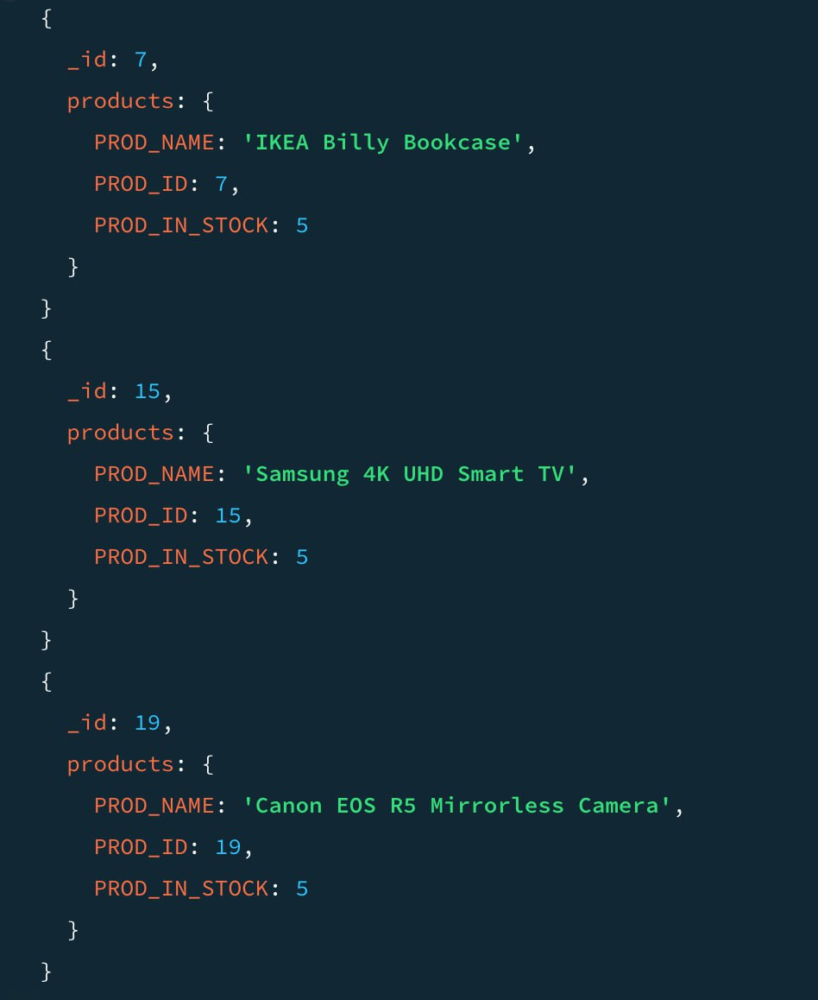 {
_id: 7,
products: {
PROD_NAME: 'IKEA Billy Bookcase',
PROD_ID: 7,
PROD_IN_STOCK: 5
}
}
{
_id: 15,
products: {
PROD_NAME: 'Samsung 4K UHD Smart TV',
PROD_ID: 15,
PROD_IN_STOCK: 5
}
}
{
_id: 19,
products: {
PROD_NAME: 'Canon EOS R5 Mirrorless Camera',
PROD_ID: 19,
PROD_IN_STOCK: 5
}
}